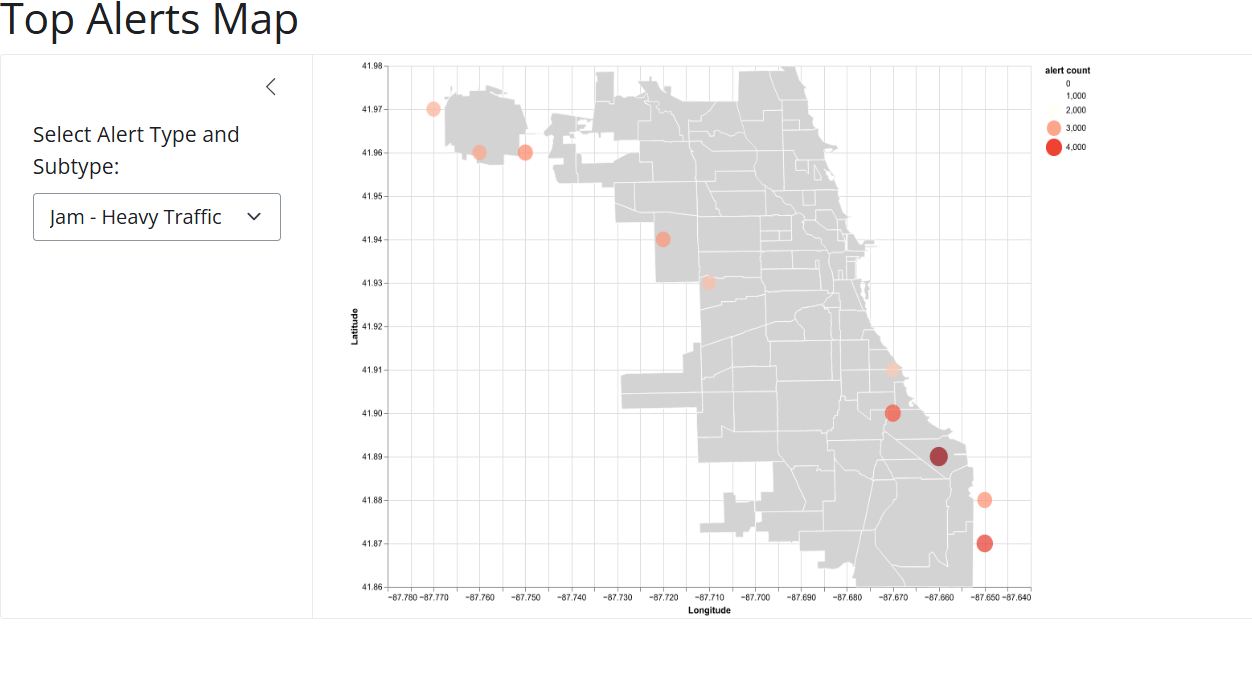 Top Alerts Map
Select Alert Type and
Subtype:
Jam - Heavy Traffic
41.98
41.97
41.96
41.95
41.94
41.93
41.92
41.91
41.90
41.89
41.88
41.87
41.86
Latitude
−87.780 −87.770 −87.760 −87.750 −87.740 −87.730 −87.720 −87.710 −87.700 −87.690 −87.680 −87.670 −87.660 −87.650 −87.640
Longitude
alert count
0
1,000
2,000
3,000
4,000